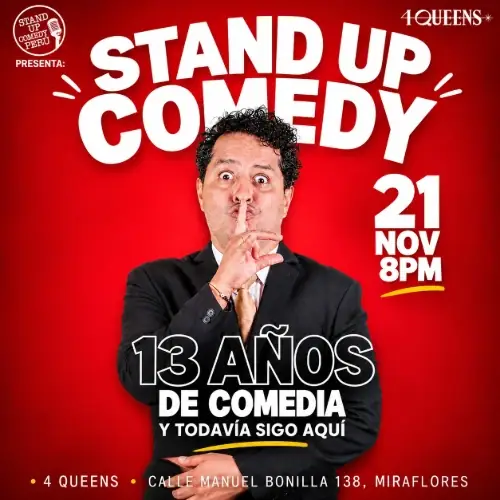 STAND UP
COMEDY
PERU
PRESENTA:
4 QUEENS
STAND UP
COMEDY
21
NOV
8PM
13 AÑOS
DE COMEDIA
Y TODAVÍA SIGO AQUÍ
• 4 QUEENS • CALLE MANUEL BONILLA 138, MIRAFLORES